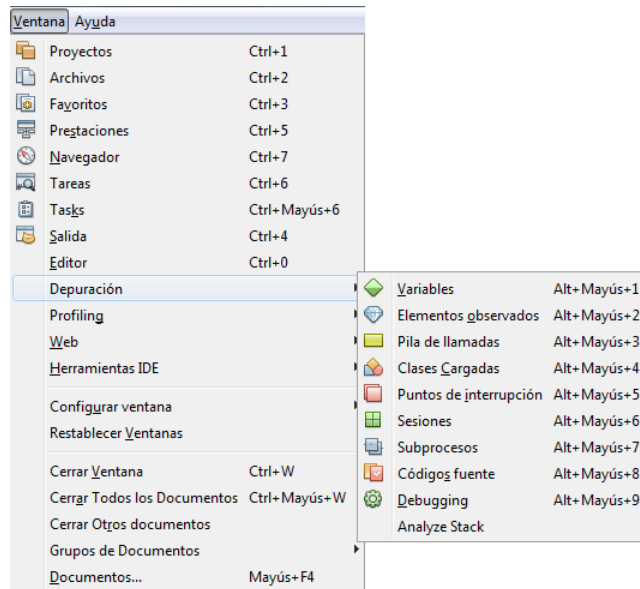 Ventana Ayuda
Proyectos Ctrl+1
Archivos Ctrl+2
Favoritos Ctrl+3
Prestaciones Ctrl+5
Navegador Ctrl+7
Tareas Ctrl+6
Tasks Ctrl+Mayús+6
Salida Ctrl+4
Editor Ctrl+0
Depuración
Profiling
Web
Herramientas IDE
Configurar ventana
Restablecer Ventanas
Cerrar Ventana Ctrl+W
Cerrar Todos los Documentos Ctrl+Mayús+W
Cerrar Otros documentos
Grupos de Documentos
Documentos... Mayús+F4
Variables Alt+Mayús+1
Elementos observados Alt+Mayús+2
Pila de llamadas Alt+Mayús+3
Clases Cargadas Alt+Mayús+4
Puntos de interrupción Alt+Mayús+5
Sesiones Alt+Mayús+6
Subprocesos Alt+Mayús+7
Códigos fuente Alt+Mayús+8
Debugging Alt+Mayús+9
Analyze Stack